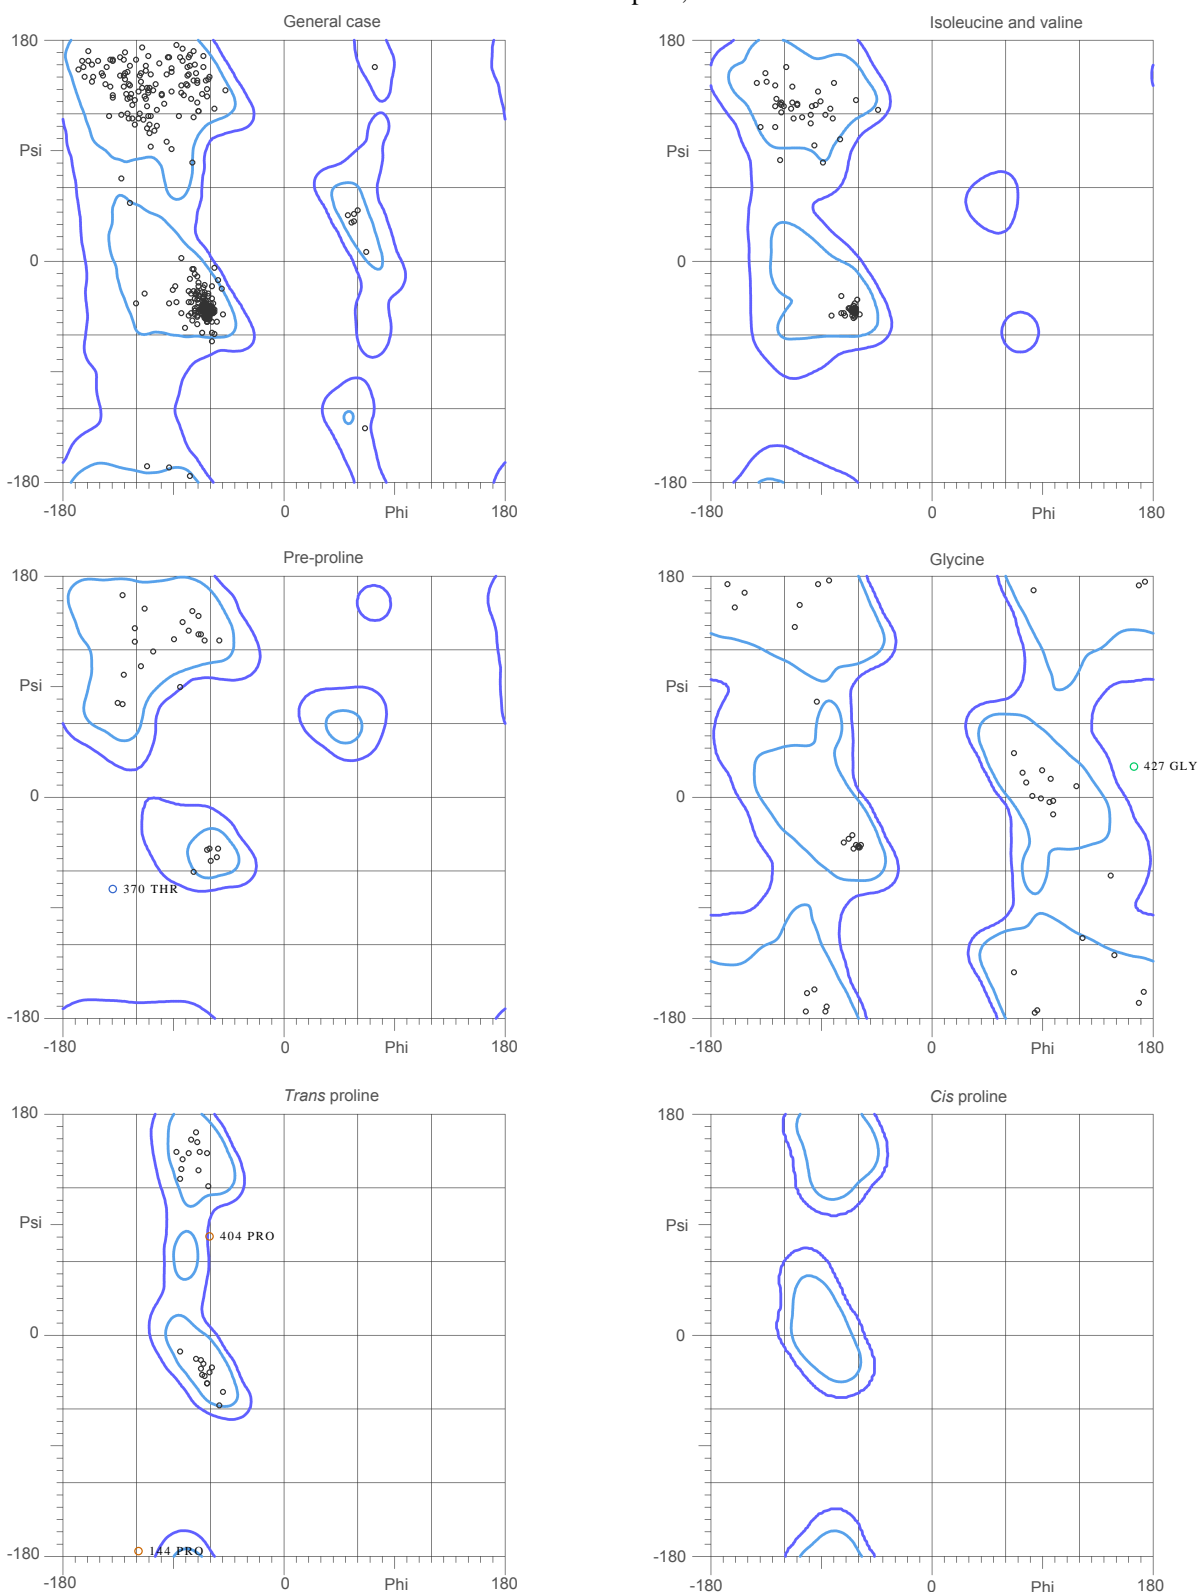 General case
180
Psi
0
-180
-180
0
Phi
180
Isoleucine and valine
180
Psi
0
-180
-180
0
Phi
180
Pre-proline
180
Psi
0
370 THR
-180
-180
0
Phi
180
Glycine
180
Psi
427 GLY
0
-180
-180
0
Phi
180
Trans proline
180
Psi
404 PRO
0
144 PRO
-180
-180
0
Phi
180
Cis proline
180
Psi
0
-180
-180
0
Phi
180